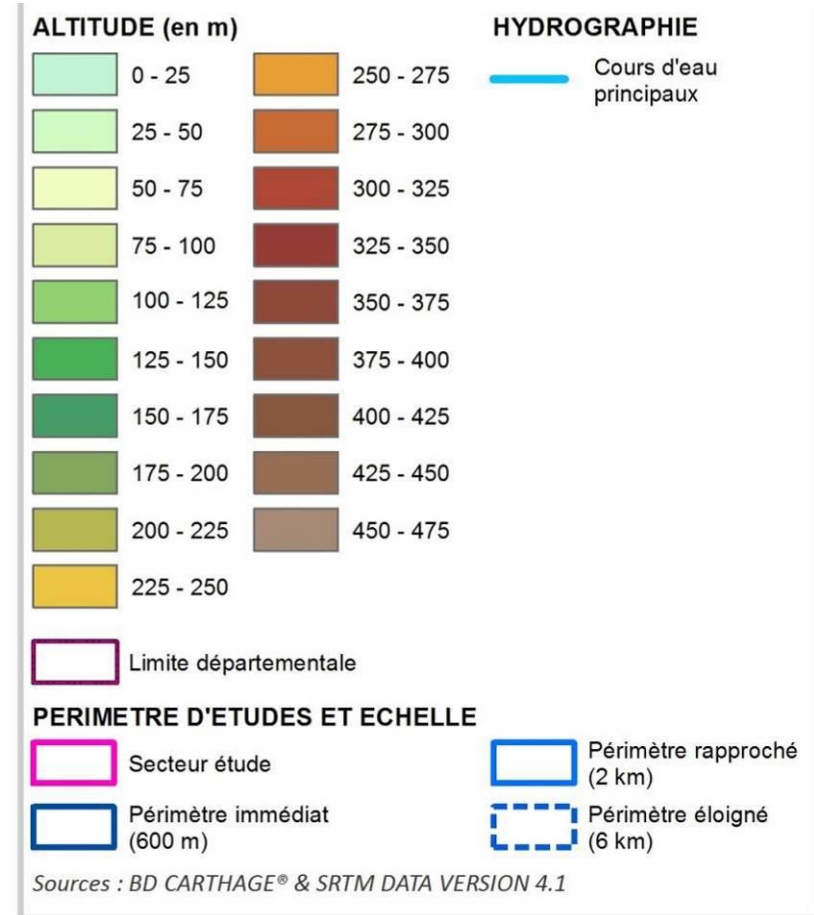 ALTITUDE (en m)
0 - 25
25 - 50
50 - 75
75 - 100
100 - 125
125 - 150
150 - 175
175 - 200
200 - 225
225 - 250
250 - 275
275 - 300
300 - 325
325 - 350
350 - 375
375 - 400
400 - 425
425 - 450
450 - 475
HYDROGRAPHIE
Cours d'eau
principaux
Limite départementale
PERIMETRE D'ETUDES ET ECHELLE
Secteur étude
Périmètre immédiat
(600 m)
Périmètre rapproché
(2 km)
Périmètre éloigné
(6 km)
Sources : BD CARTHAGE® & SRTM DATA VERSION 4.1